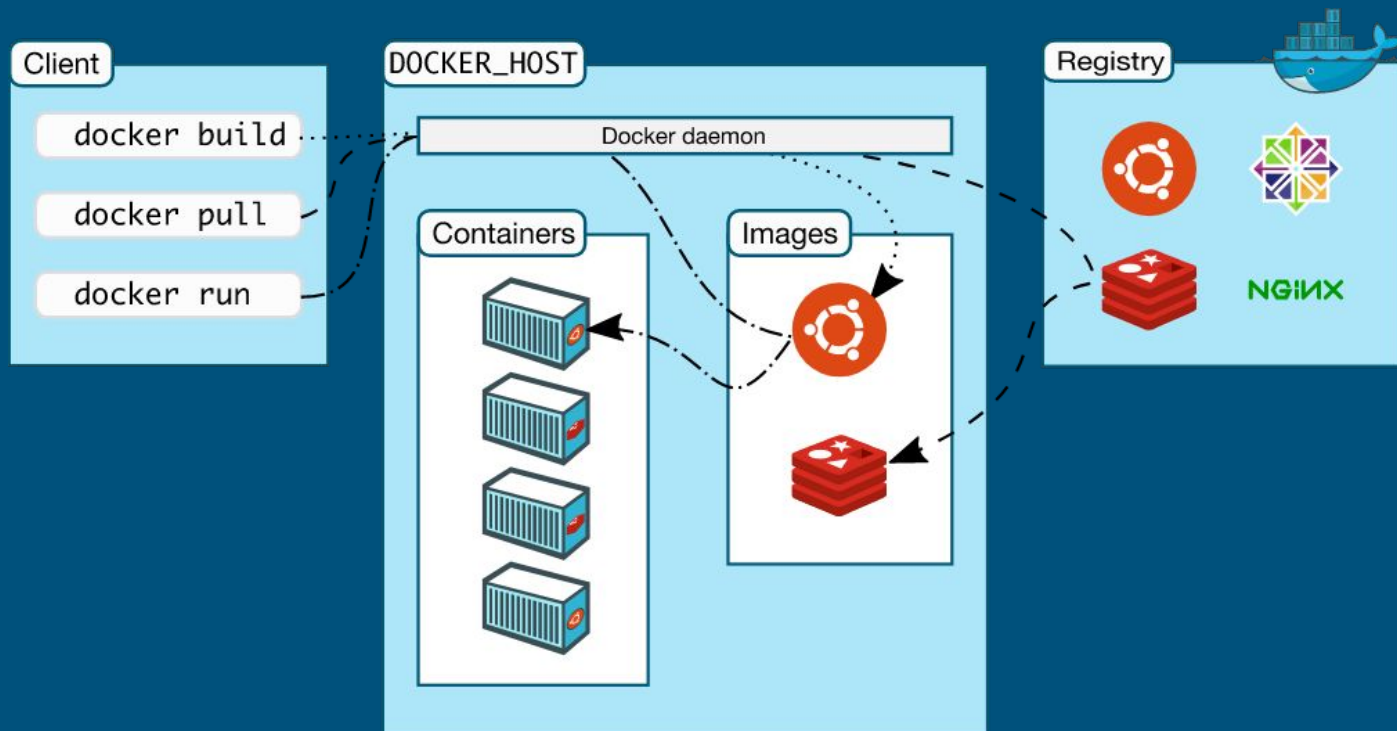 Client
docker build
docker pull
docker run
DOCKER_HOST
Docker daemon
Containers
Images
Registry
NGINX